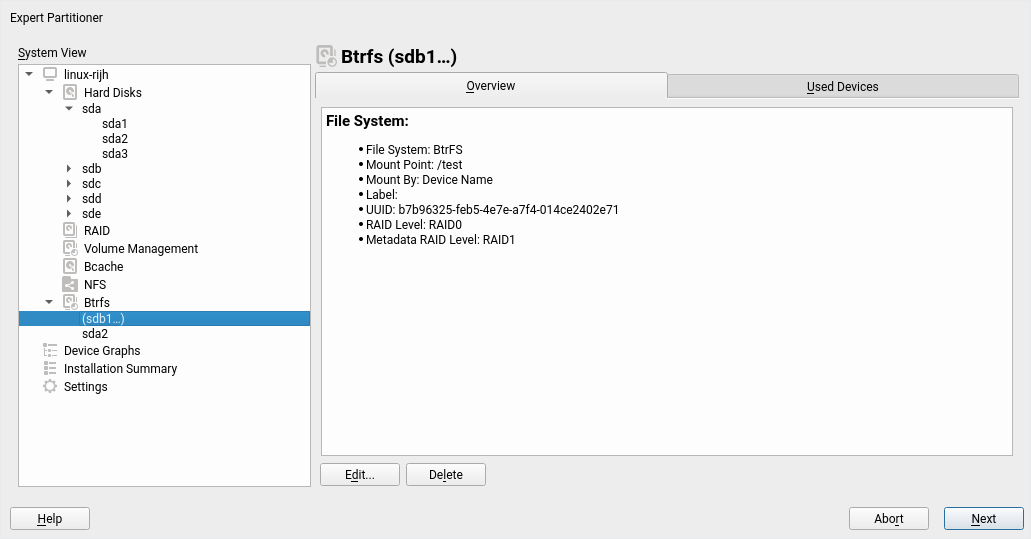 Expert Partitioner
System View
linux-rijh
Hard Disks
sda
sda1
sda2
sda3
sdb
sdc
sdd
sde
RAID
Volume Management
Bcache
NFS
Btrfs
(sdb1...)
sda2
Device Graphs
Installation Summary
Settings
Btrfs (sdb1...)
Overview
Used Devices
File System:
• File System: BtrFS
• Mount Point: /test
• Mount By: Device Name
• Label:
• UUID: b7b96325-feb5-4e7e-a7f4-014ce2402e71
• RAID Level: RAID0
• Metadata RAID Level: RAID1
Edit...
Delete
Help
Abort
Next